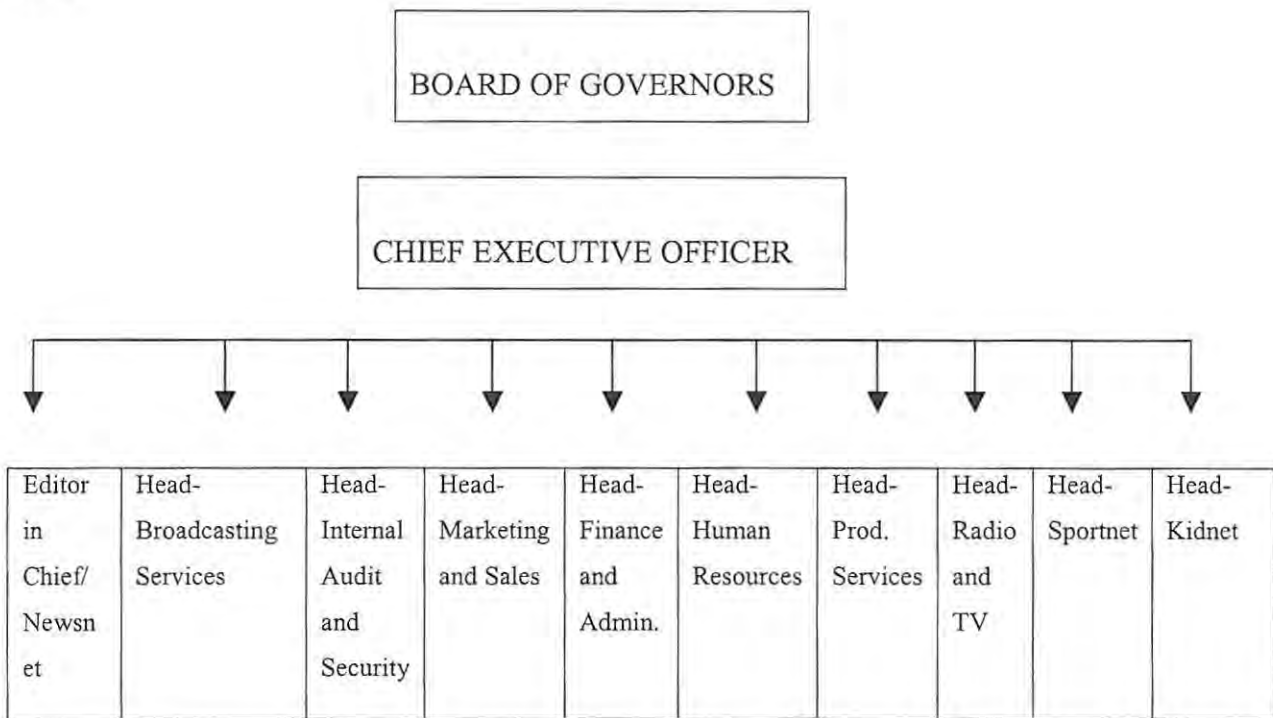 BOARD OF GOVERNORS
CHIEF EXECUTIVE OFFICER
Editor
in
Chief/
Newsn
et
Head-
Broadcasting
Services
Head-
Internal
Audit
and
Security
Head-
Marketing
and Sales
Head-
Finance
and
Admin.
Head-
Human
Resources
Head-
Prod.
Services
Head-
Radio
and
TV
Head-
Sportnet
Head-
Kidnet